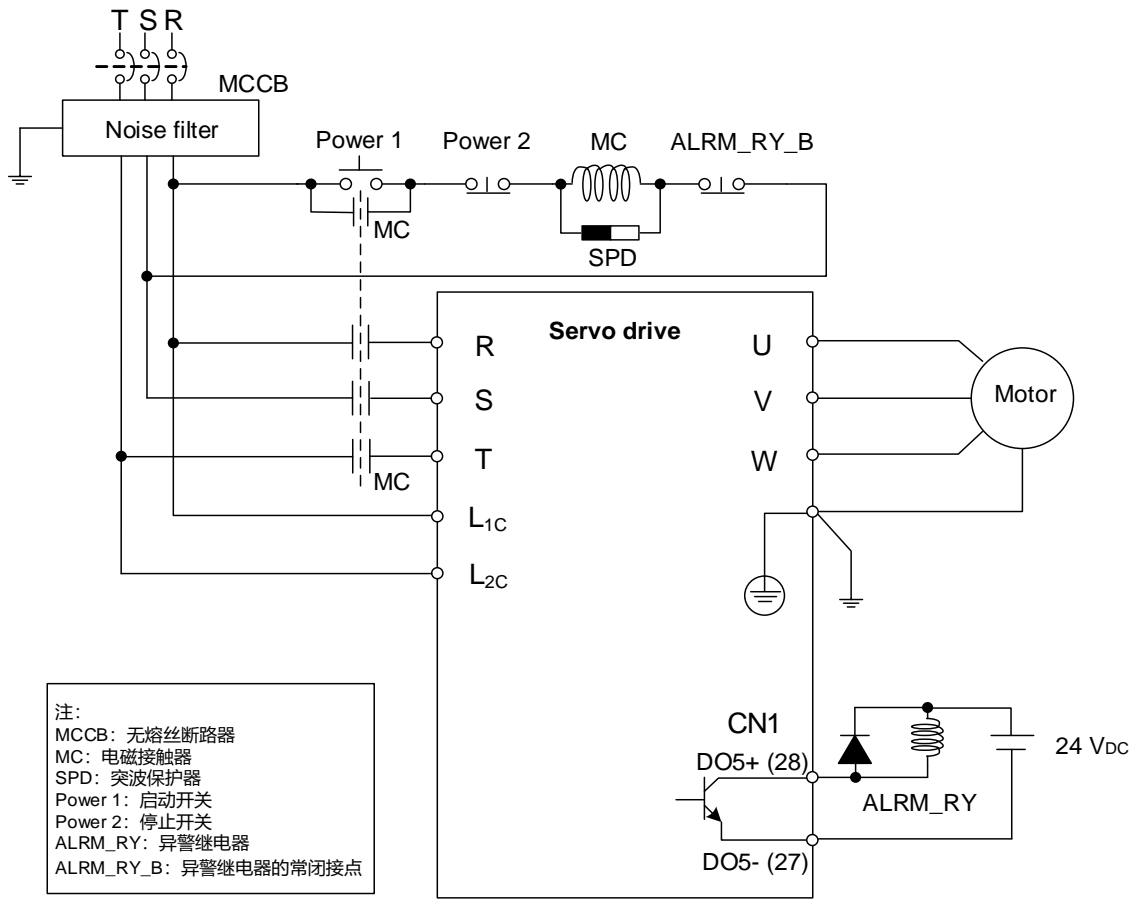 T S R
MCCB
Noise filter
Power 1
Power 2
MC
ALRM_RY_B
MC
SPD
Servo drive
R
U
S
V
Motor
T
W
MC
L1C
L2C
注:
MCCB：无熔丝断路器
MC：电磁接触器
SPD：突波保护器
Power 1：启动开关
Power 2：停止开关
ALRM_RY：异警继电器
ALRM_RY_B：异警继电器的常闭接点
CN1
DO5+ (28)
24 VDC
ALRM_RY
DO5- (27)